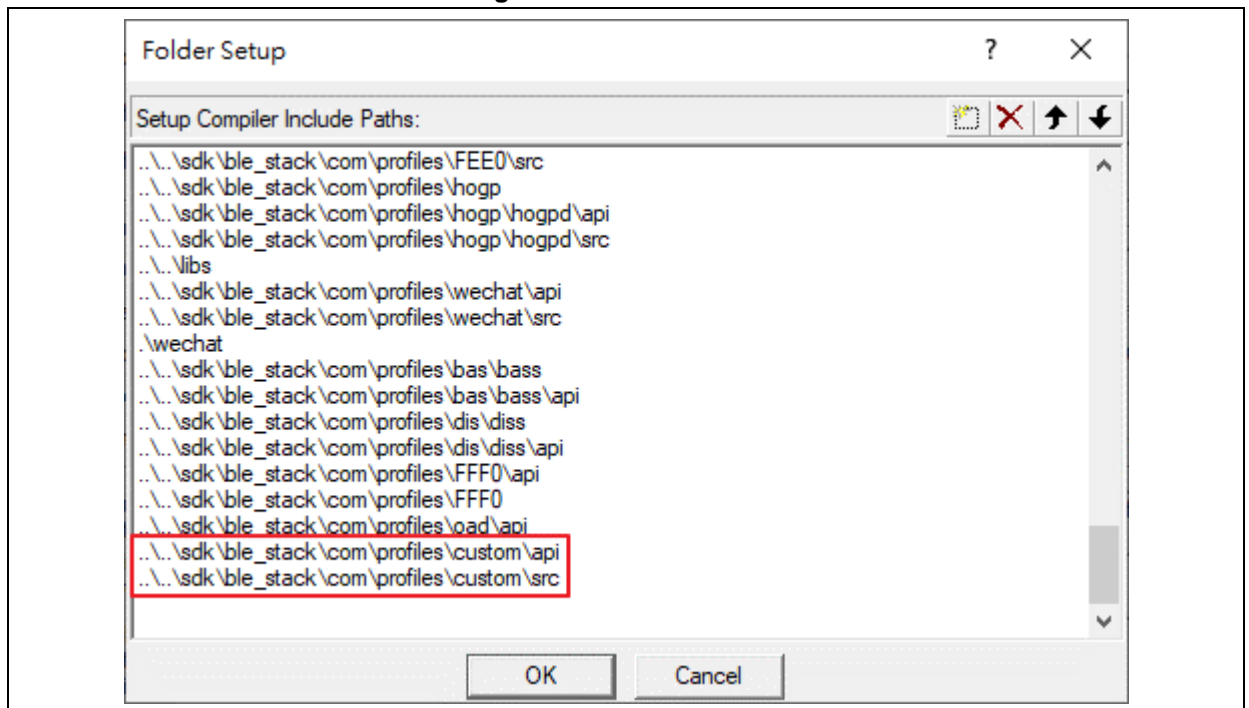 Folder Setup ? ×
Setup Compiler Include Paths:
..\..\sdk\ble_stack\com\profiles\FEE0\src
..\..\sdk\ble_stack\com\profiles\hogp
..\..\sdk\ble_stack\com\profiles\hogp\hogpd\api
..\..\sdk\ble_stack\com\profiles\hogp\hogpd\src
..\..\libs
..\..\sdk\ble_stack\com\profiles\wechat\api
..\..\sdk\ble_stack\com\profiles\wechat\src
.\wechat
..\..\sdk\ble_stack\com\profiles\bas\bass
..\..\sdk\ble_stack\com\profiles\bas\bass\api
..\..\sdk\ble_stack\com\profiles\dis\diss
..\..\sdk\ble_stack\com\profiles\dis\diss\api
..\..\sdk\ble_stack\com\profiles\FFF0\api
..\..\sdk\ble_stack\com\profiles\FFF0
..\..\sdk\ble_stack\com\profiles\oad\api
..\..\sdk\ble_stack\com\profiles\custom\api
..\..\sdk\ble_stack\com\profiles\custom\src
OK Cancel